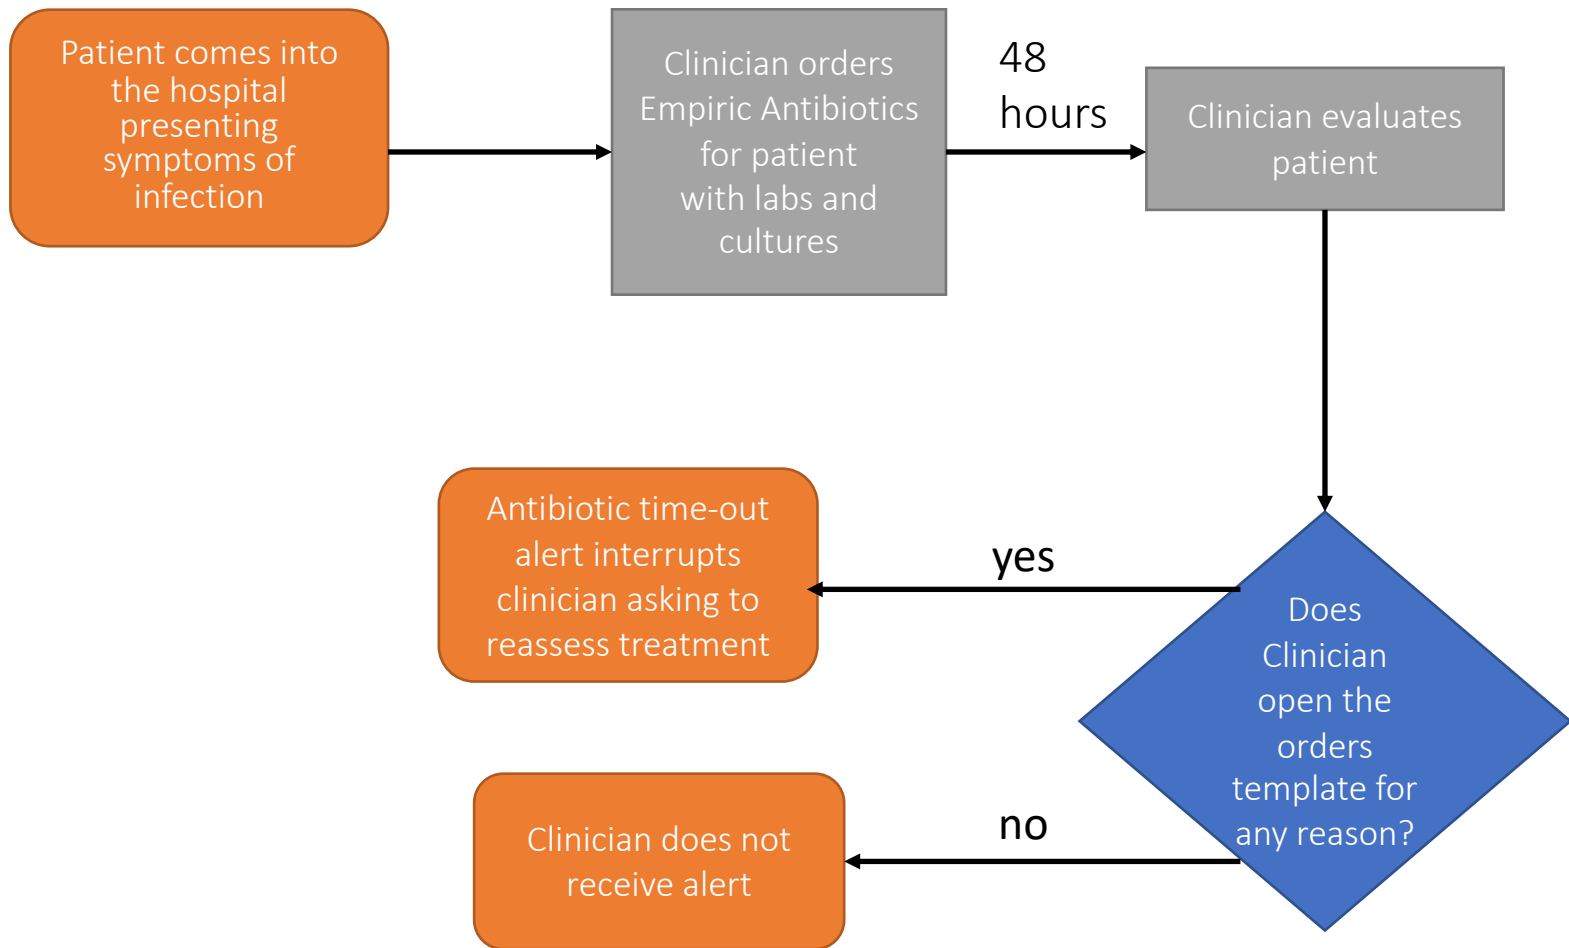 Patient comes into
the hospital
presenting
symptoms of
infection
Clinician orders
Empiric Antibiotics
for patient
with labs and
cultures
48
hours
Clinician evaluates
patient
Does
Clinician
open the
orders
template for
any reason?
yes
Antibiotic time-out
alert interrupts
clinician asking to
reassess treatment
no
Clinician does not
receive alert